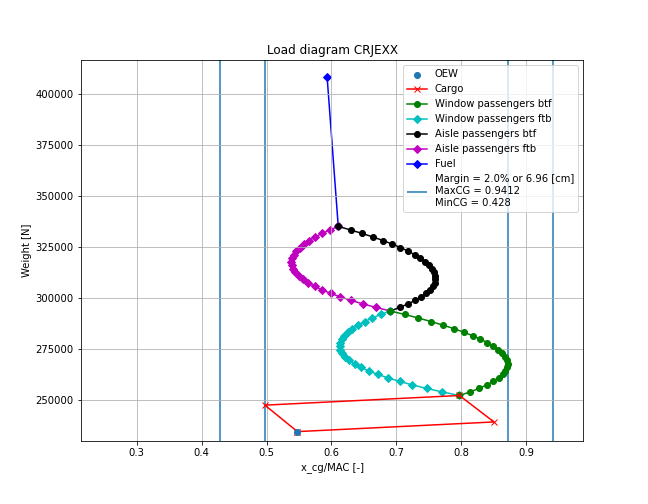 Load diagram CRJEXX
OEW
Cargo
Window passengers btf
Window passengers ftb
Aisle passengers btf
Aisle passengers ftb
Fuel
Margin = 2.0% or 6.96 [cm]
MaxCG = 0.9412
MinCG = 0.428
Weight [N]
400000
375000
350000
325000
300000
275000
250000
0.3 0.4 0.5 0.6 0.7 0.8 0.9
x_cg/MAC [-]